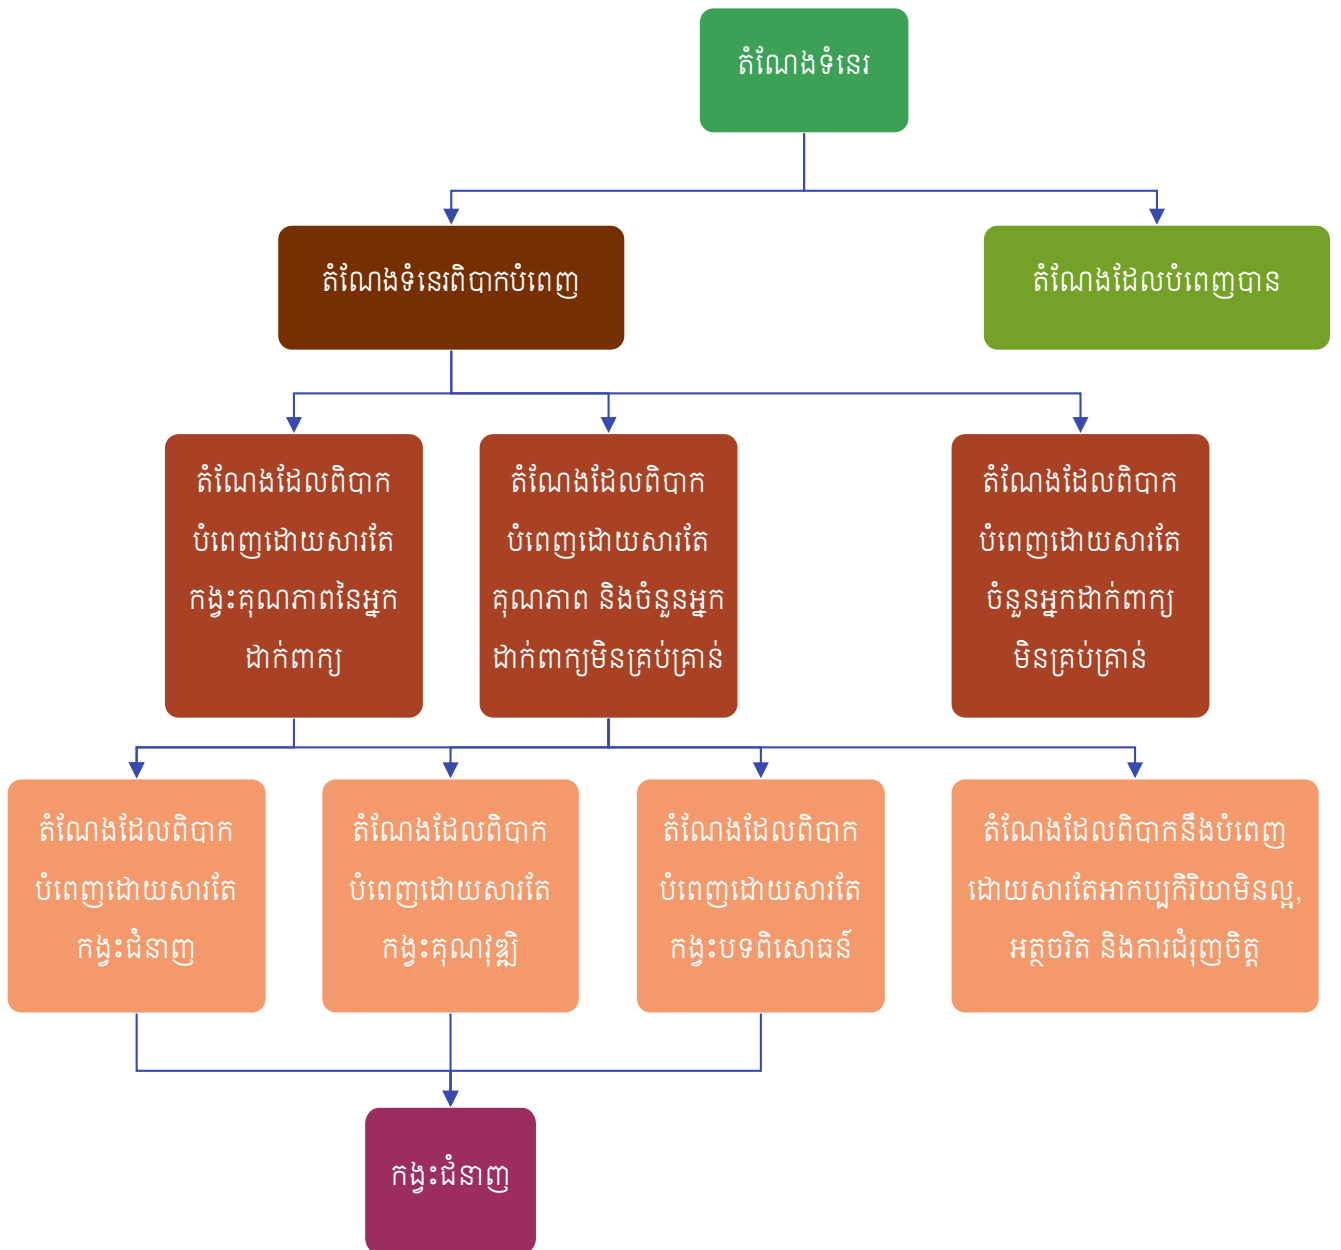 តំណែងទំនេរ
តំណែងទំនេរពិបាកបំពេញ
តំណែងដែលបំពេញបាន
តំណែងដែលពិបាក
បំពេញដោយសារតែ
កង្វះគុណភាពនៃអ្នក
ដាក់ពាក្យ
តំណែងដែលពិបាក
បំពេញដោយសារតែ
គុណភាព និងចំនួនអ្នក
ដាក់ពាក្យមិនគ្រប់គ្រាន់
តំណែងដែលពិបាក
បំពេញដោយសារតែ
ចំនួនអ្នកដាក់ពាក្យ
មិនគ្រប់គ្រាន់
តំណែងដែលពិបាក
បំពេញដោយសារតែ
កង្វះជំនាញ
តំណែងដែលពិបាក
បំពេញដោយសារតែ
កង្វះគុណវុឌ្ឍិ
តំណែងដែលពិបាក
បំពេញដោយសារតែ
កង្វះបទពិសោធន៍
តំណែងដែលពិបាកនឹងបំពេញ
ដោយសារតែអាកប្បកិរិយាមិនល្អ,
អត្ថចរិត និងការជំរុញចិត្ត
កង្វះជំនាញ